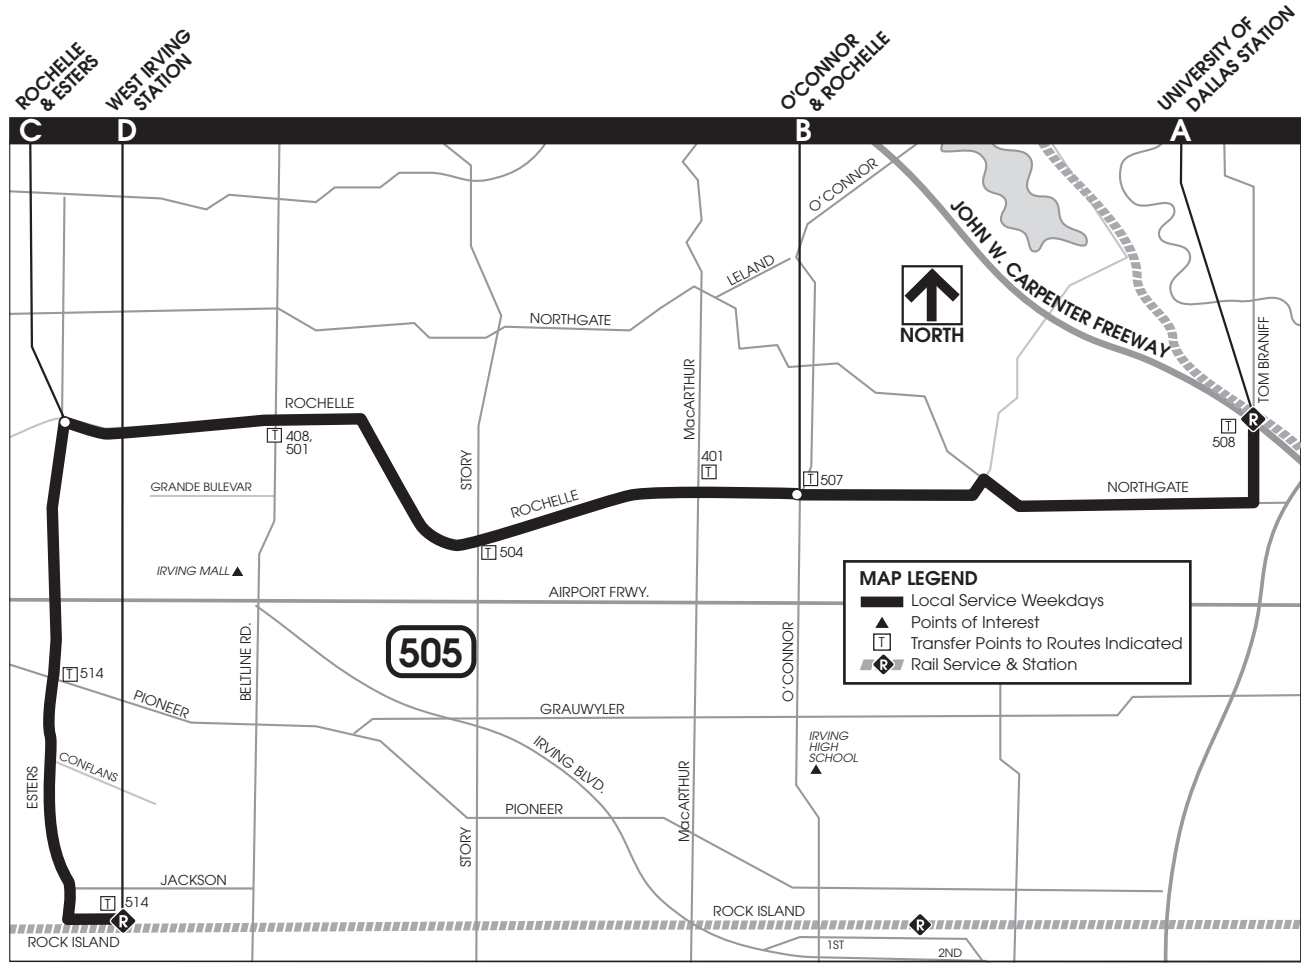 ROCHELLE
& ESTERS
WEST IRVING
STATION
O'CONNOR
& ROCHELLE
UNIVERSITY OF
DALLAS STATION
C
D
B
A
O'CONNOR
JOHN W. CARPENTER FREEWAY
LELAND
NORTHGATE
NORTH
TOM BRANIFF
MacARTHUR
ROCHELLE
T 408,
501
R
T
508
STORY
401
T
T 507
GRANDE BULEVAR
ROCHELLE
NORTHGATE
T 504
IRVING MALL
AIRPORT FRWY.
MAP LEGEND
Local Service Weekdays
Points of Interest
T Transfer Points to Routes Indicated
R Rail Service & Station
505
BELTLINE RD.
O'CONNOR
T 514
PIONEER
GRAUWYLER
IRVING
HIGH
SCHOOL
IRVING BLVD.
CONFLANS
ESTERS
MacARTHUR
PIONEER
STORY
JACKSON
T 514
R
ROCK ISLAND
R
ROCK ISLAND
1ST
2ND